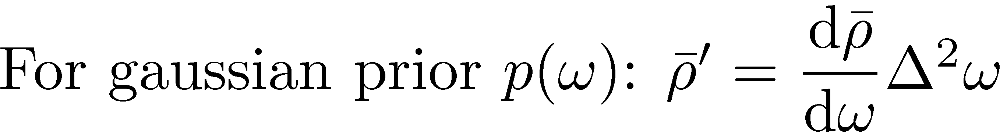 For gaussian prior p(ω): ρ̄′ = dρ̄/dω Δ²ω